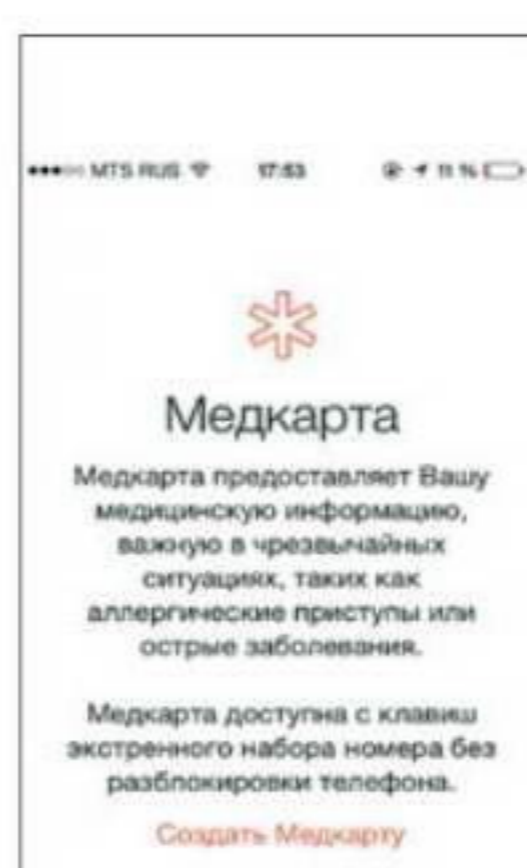 MTS RUS 17:53 11 %
Медкарта
Медкарта предоставляет Вашу
медицинскую информацию,
важную в чрезвычайных
ситуациях, таких как
аллергические приступы или
острые заболевания.
Медкарта доступна с клавиш
экстренного набора номера без
разблокировки телефона.
Создать Медкарту